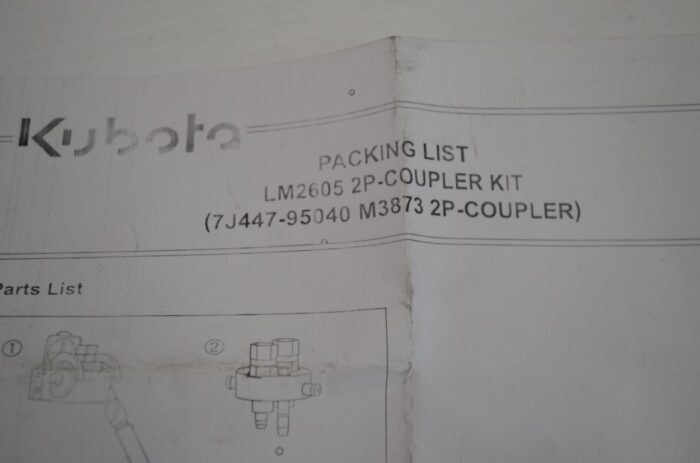 Kubota
PACKING LIST
LM2605 2P-COUPLER KIT
(7J447-95040 M3873 2P-COUPLER)
Parts List
① ②